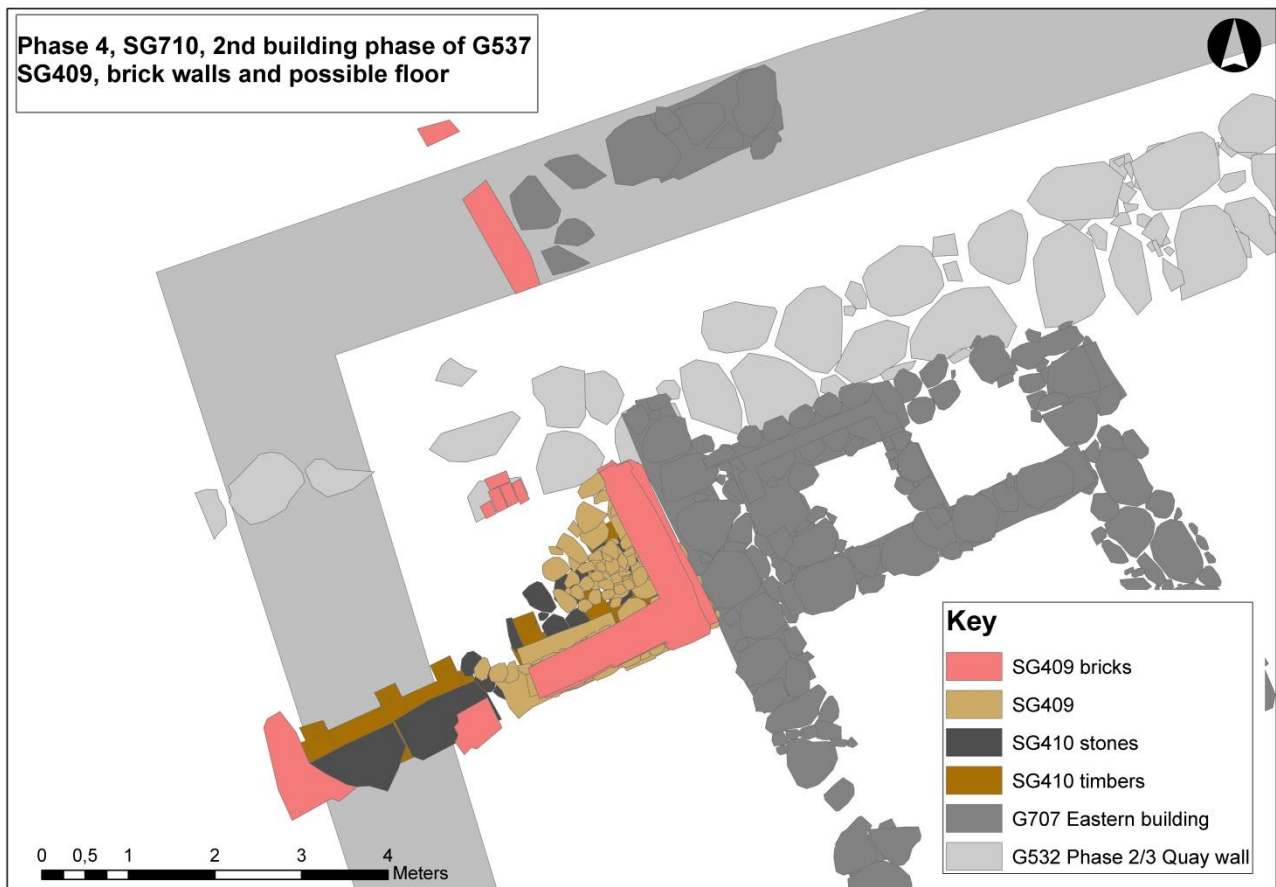 Phase 4, SG710, 2nd building phase of G537
SG409, brick walls and possible floor
Key
SG409 bricks
SG409
SG410 stones
SG410 timbers
G707 Eastern building
G532 Phase 2/3 Quay wall
0 0,5 1 2 3 4
Meters